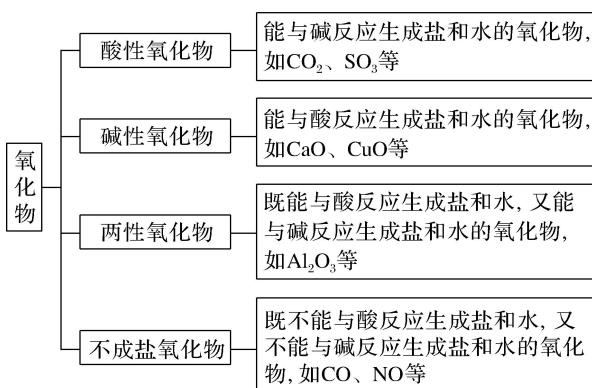 氧
化
物
酸性氧化物
能与碱反应生成盐和水的氧化物,
如CO₂、SO₃等
碱性氧化物
能与酸反应生成盐和水的氧化物,
如CaO、CuO等
两性氧化物
既能与酸反应生成盐和水, 又能
与碱反应生成盐和水的氧化物,
如Al₂O₃等
不成盐氧化物
既不能与酸反应生成盐和水, 又
不能与碱反应生成盐和水的氧化
物, 如CO、NO等